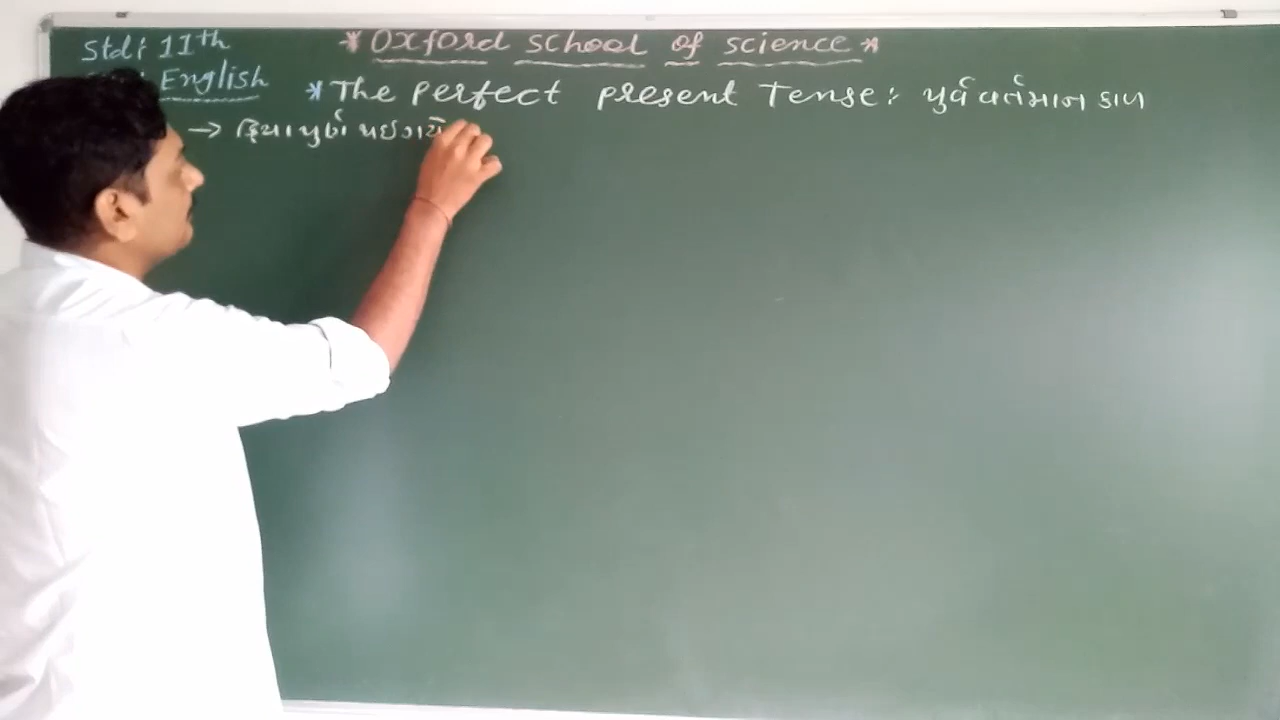 Std: 11th
* Oxford School of science *
English
* The perfect present Tense: પુર્વ વર્તમાન કાળ
→ ક્રિયા પુર્ણ થઇ ગયે